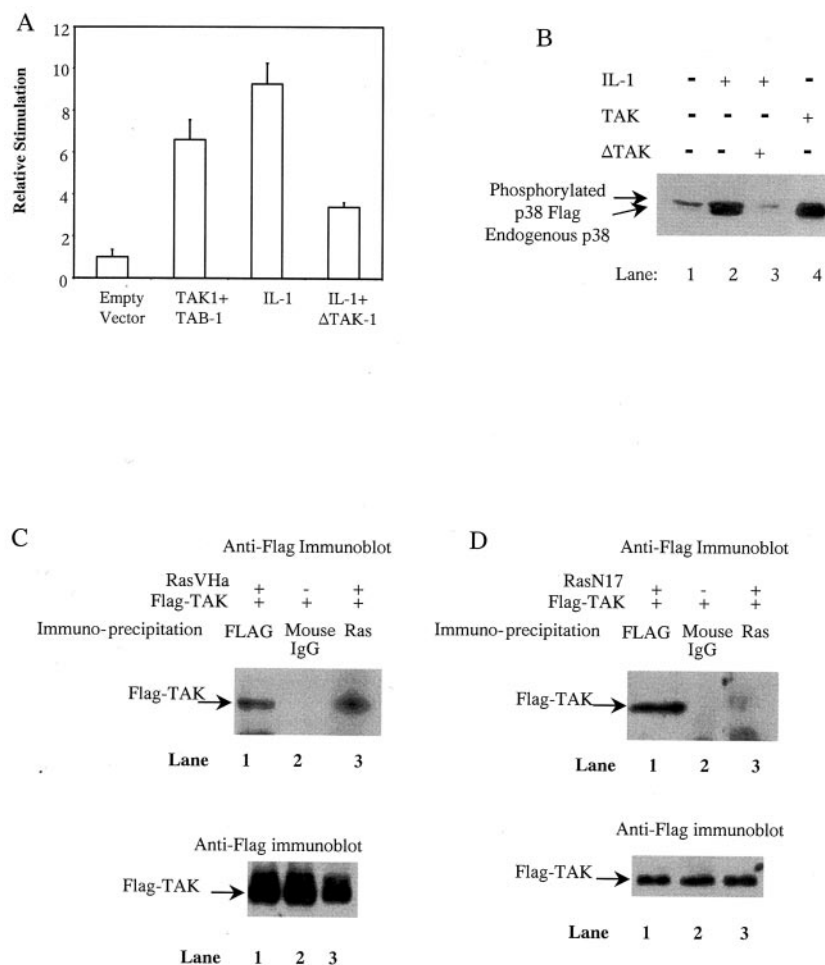 A
Relative Stimulation
12
10
8
6
4
2
0
Empty Vector
TAK1+ TAB-1
IL-1
IL-1+ ΔTAK-1
B
IL-1 - + + -
TAK - - - +
ΔTAK - - + -
Phosphorylated
p38 Flag
Endogenous p38
Lane: 1 2 3 4
C
Anti-Flag Immunoblot
RasVHa + - +
Flag-TAK + + +
Immuno-precipitation FLAG Mouse IgG Ras
Flag-TAK
Lane 1 2 3
Anti-Flag immunoblot
Flag-TAK
Lane 1 2 3
D
Anti-Flag Immunoblot
RasN17 + - +
Flag-TAK + + +
Immuno-precipitation FLAG Mouse IgG Ras
Flag-TAK
Lane 1 2 3
Anti-Flag immunoblot
Flag-TAK
Lane 1 2 3